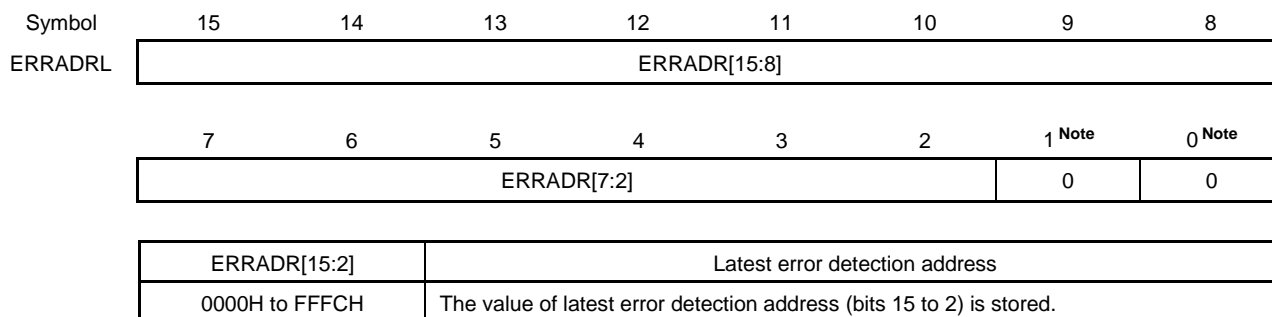 Symbol 15 14 13 12 11 10 9 8
ERRADRL ERRADR[15:8]
7 6 5 4 3 2 1 Note 0 Note
ERRADR[7:2] 0 0
ERRADR[15:2] Latest error detection address
0000H to FFFCH The value of latest error detection address (bits 15 to 2) is stored.